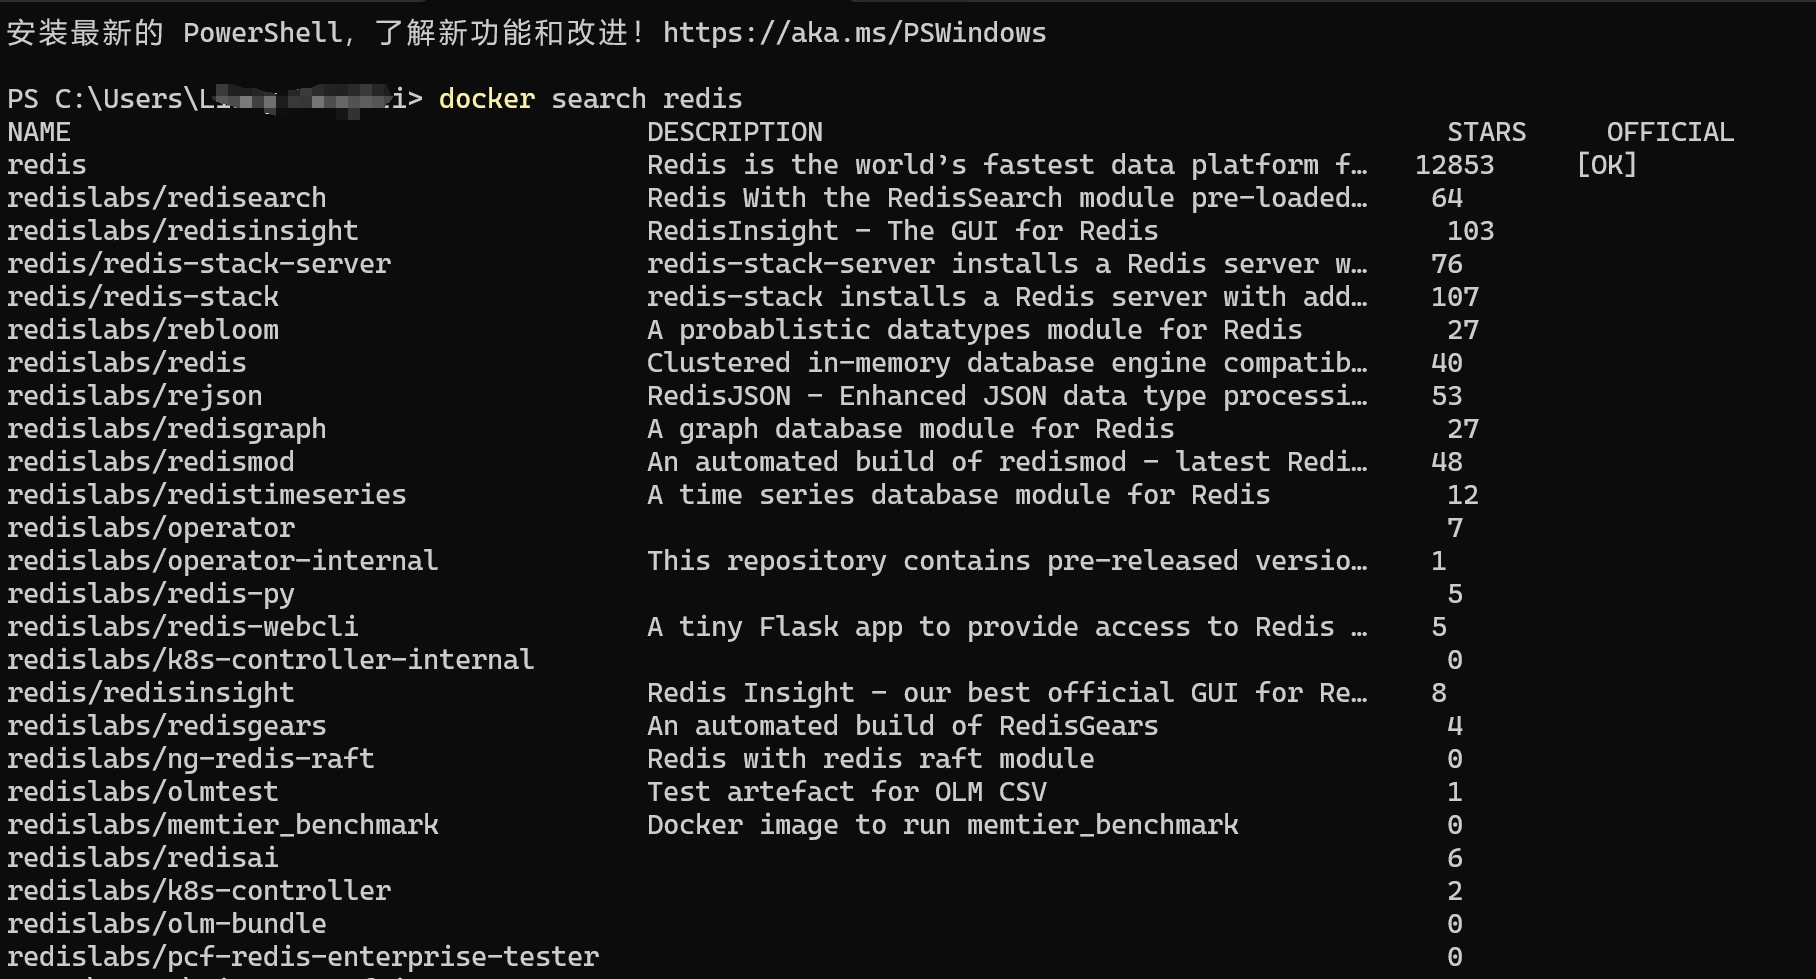 安装最新的 PowerShell，了解新功能和改进！https://aka.ms/PSWindows
PS C:\Users\Li i> docker search redis
NAME DESCRIPTION STARS OFFICIAL
redis Redis is the world’s fastest data platform f… 12853 [OK]
redislabs/redisearch Redis With the RedisSearch module pre-loaded… 64
redislabs/redisinsight RedisInsight - The GUI for Redis 103
redis/redis-stack-server redis-stack-server installs a Redis server w… 76
redis/redis-stack redis-stack installs a Redis server with add… 107
redislabs/rebloom A probablistic datatypes module for Redis 27
redislabs/redis Clustered in-memory database engine compatib… 40
redislabs/rejson RedisJSON - Enhanced JSON data type processi… 53
redislabs/redisgraph A graph database module for Redis 27
redislabs/redismod An automated build of redismod - latest Redi… 48
redislabs/redistimeseries A time series database module for Redis 12
redislabs/operator 7
redislabs/operator-internal This repository contains pre-released versio… 1
redislabs/redis-py 5
redislabs/redis-webcli A tiny Flask app to provide access to Redis … 5
redislabs/k8s-controller-internal 0
redis/redisinsight Redis Insight - our best official GUI for Re… 8
redislabs/redisgears An automated build of RedisGears 4
redislabs/ng-redis-raft Redis with redis raft module 0
redislabs/olmtest Test artefact for OLM CSV 1
redislabs/memtier_benchmark Docker image to run memtier_benchmark 0
redislabs/redisai 6
redislabs/k8s-controller 2
redislabs/olm-bundle 0
redislabs/pcf-redis-enterprise-tester 0